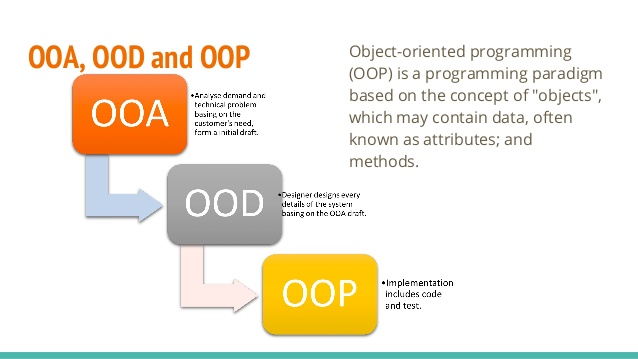 OOA, OOD and OOP
Object-oriented programming
(OOP) is a programming paradigm
based on the concept of "objects",
which may contain data, often
known as attributes; and
methods.
OOA
•Analyse demand and
technical problem
basing on the
customer's need,
form a initial draft.
OOD
•Designer designs every
details of the system
basing on the OOA draft.
OOP
•Implementation
includes code
and test.